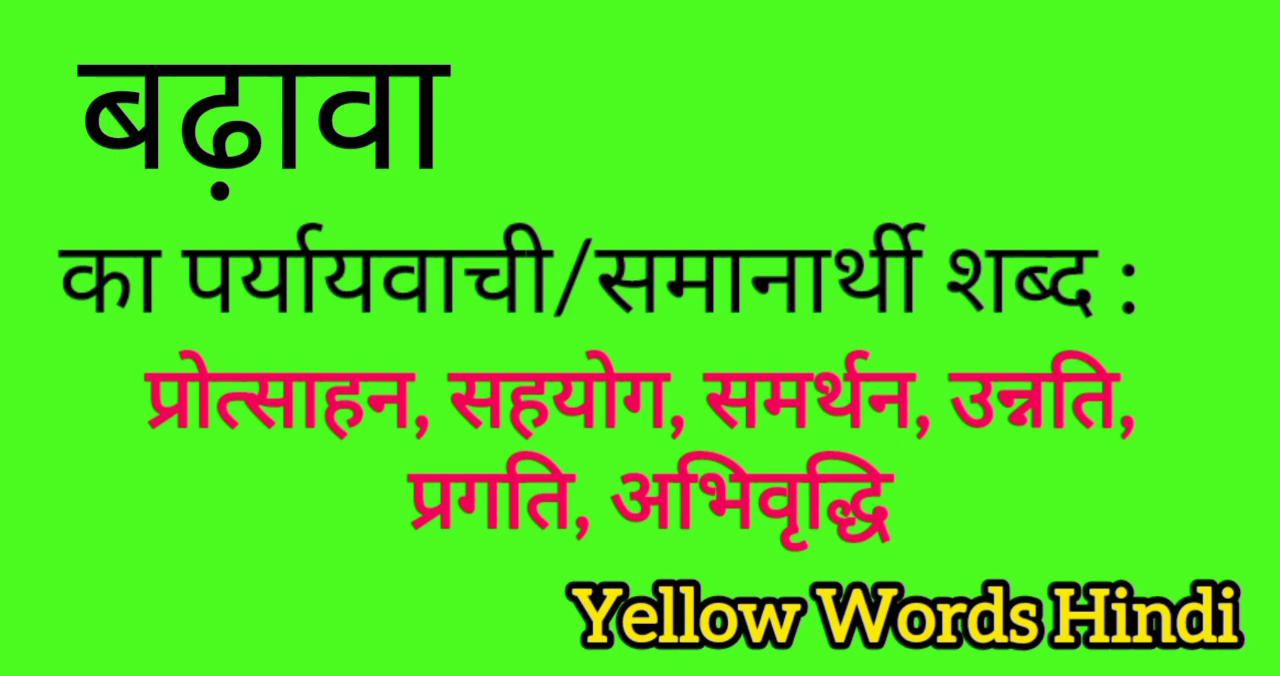 बढ़ावा
का पर्यायवाची/समानार्थी शब्द :
प्रोत्साहन, सहयोग, समर्थन, उन्नति,
प्रगति, अभिवृद्धि
Yellow Words Hindi